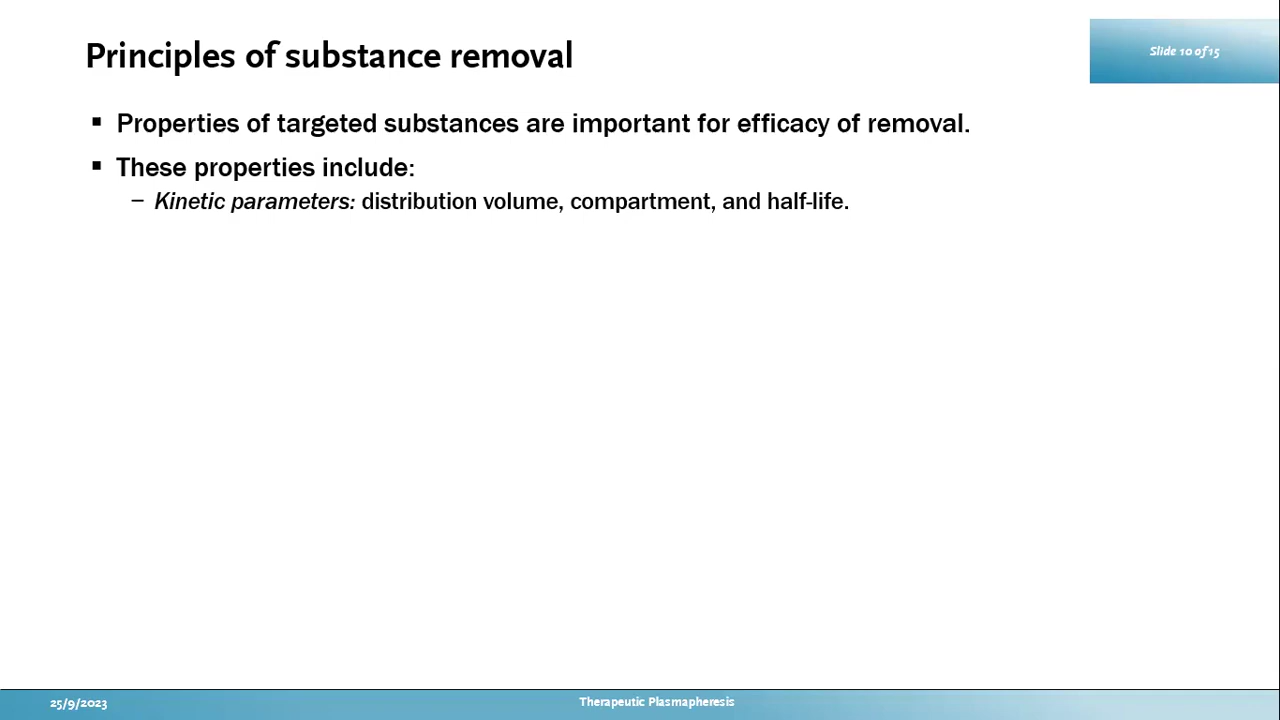 Principles of substance removal
Slide 10 of 15
▪ Properties of targeted substances are important for efficacy of removal.
▪ These properties include:
– Kinetic parameters: distribution volume, compartment, and half-life.
25/9/2023
Therapeutic Plasmapheresis